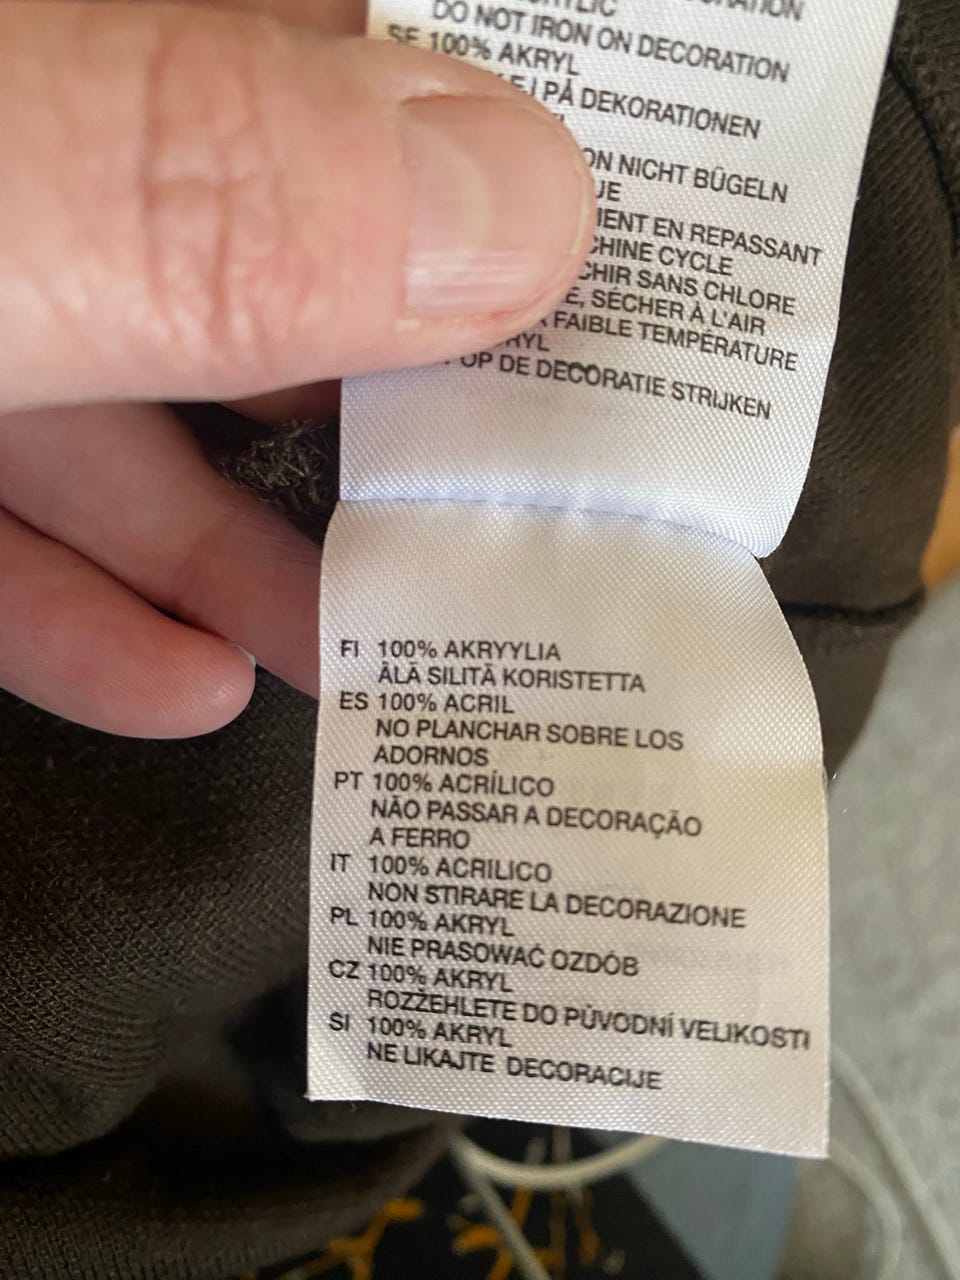 DO NOT IRON ON DECORATION
SE 100% AKRYL
PÅ DEKORATIONEN
NICHT BÜGELN
EN REPASSANT
CYCLE
SANS CHLORE
SÉCHER À L'AIR
FAIBLE TEMPÉRATURE
OP DE DECORATIE STRIJKEN
FI 100% AKRYYLIA
ÄLÄ SILITÄ KORISTETTA
ES 100% ACRIL
NO PLANCHAR SOBRE LOS
ADORNOS
PT 100% ACRÍLICO
NÃO PASSAR A DECORAÇÃO
A FERRO
IT 100% ACRILICO
NON STIRARE LA DECORAZIONE
PL 100% AKRYL
NIE PRASOWAĆ OZDÓB
CZ 100% AKRYL
ROZŽEHLETE DO PŮVODNÍ VELIKOSTI
SI 100% AKRYL
NE LIKAJTE DECORACIJE